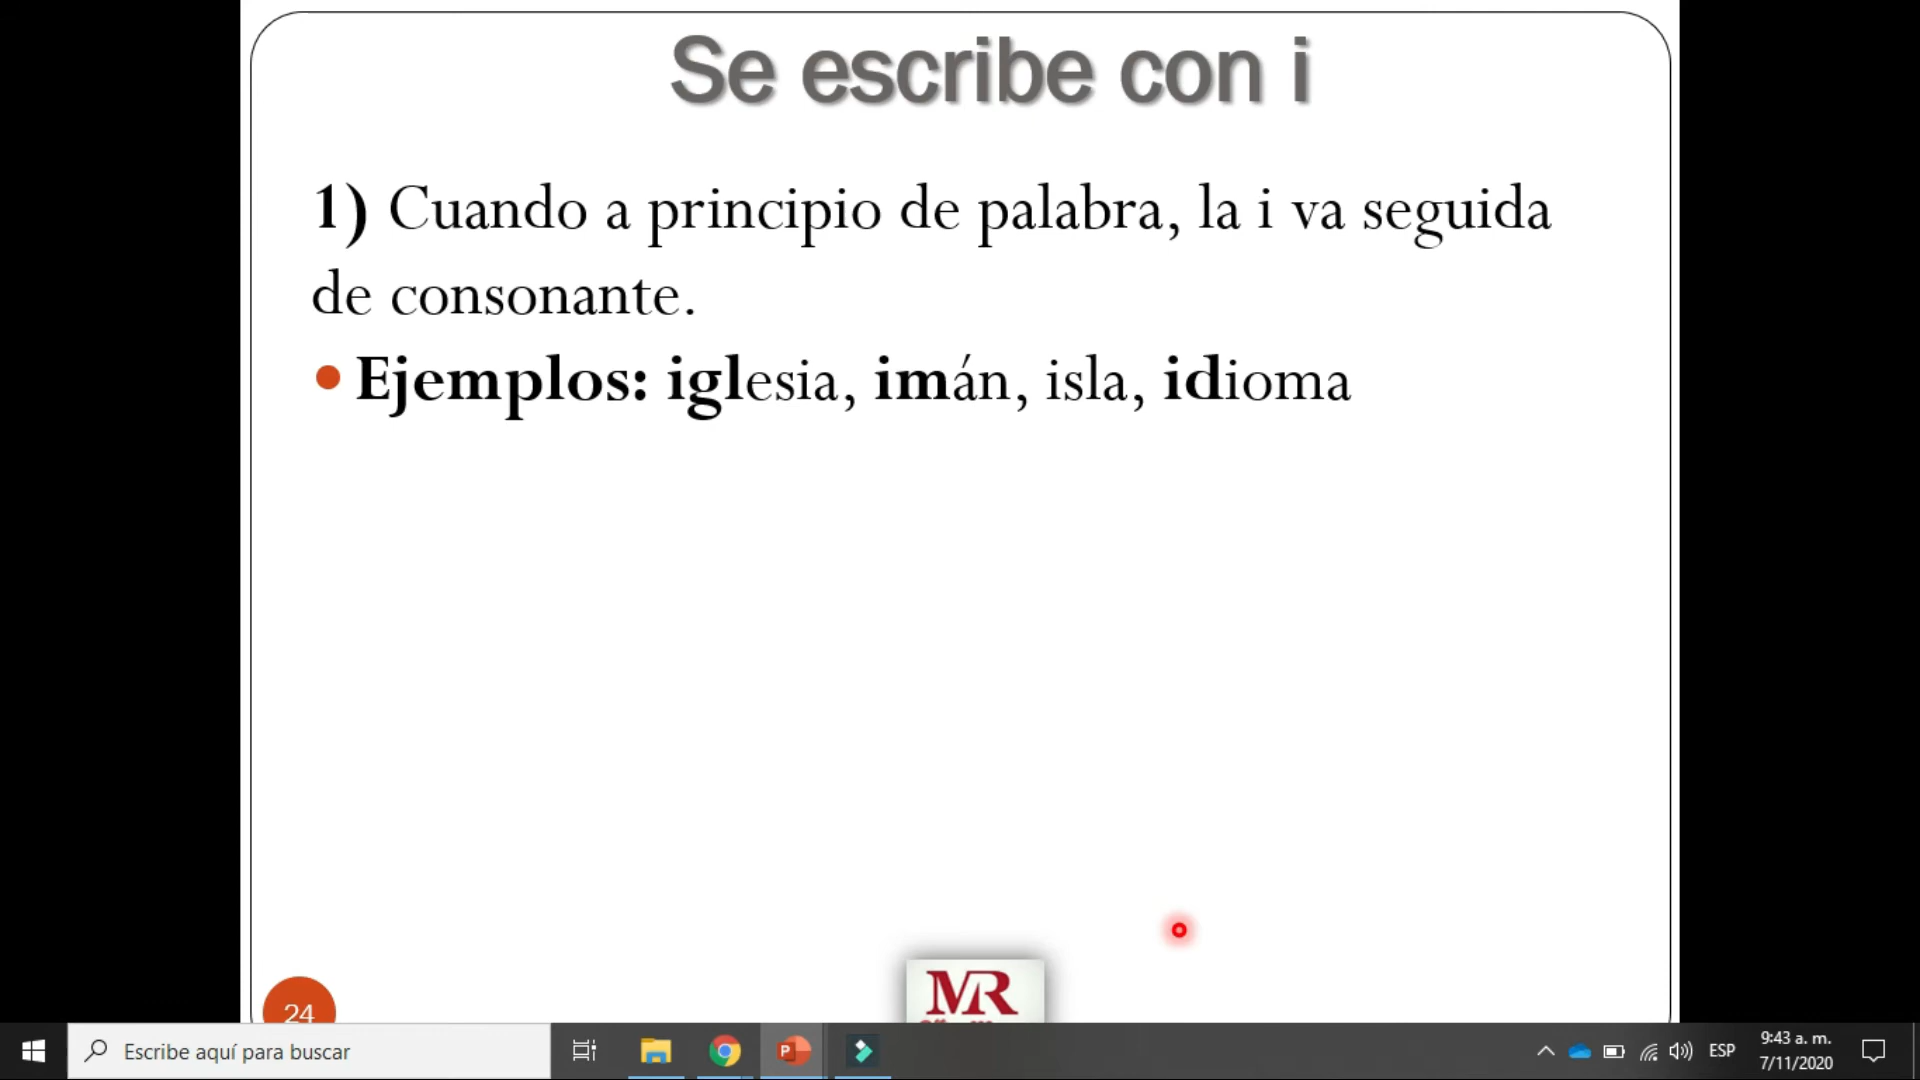 Se escribe con i
1) Cuando a principio de palabra, la i va seguida
de consonante.
Ejemplos: iglesia, imán, isla, idioma
24
MR
Escribe aquí para buscar
ESP
9:43 a. m.
7/11/2020